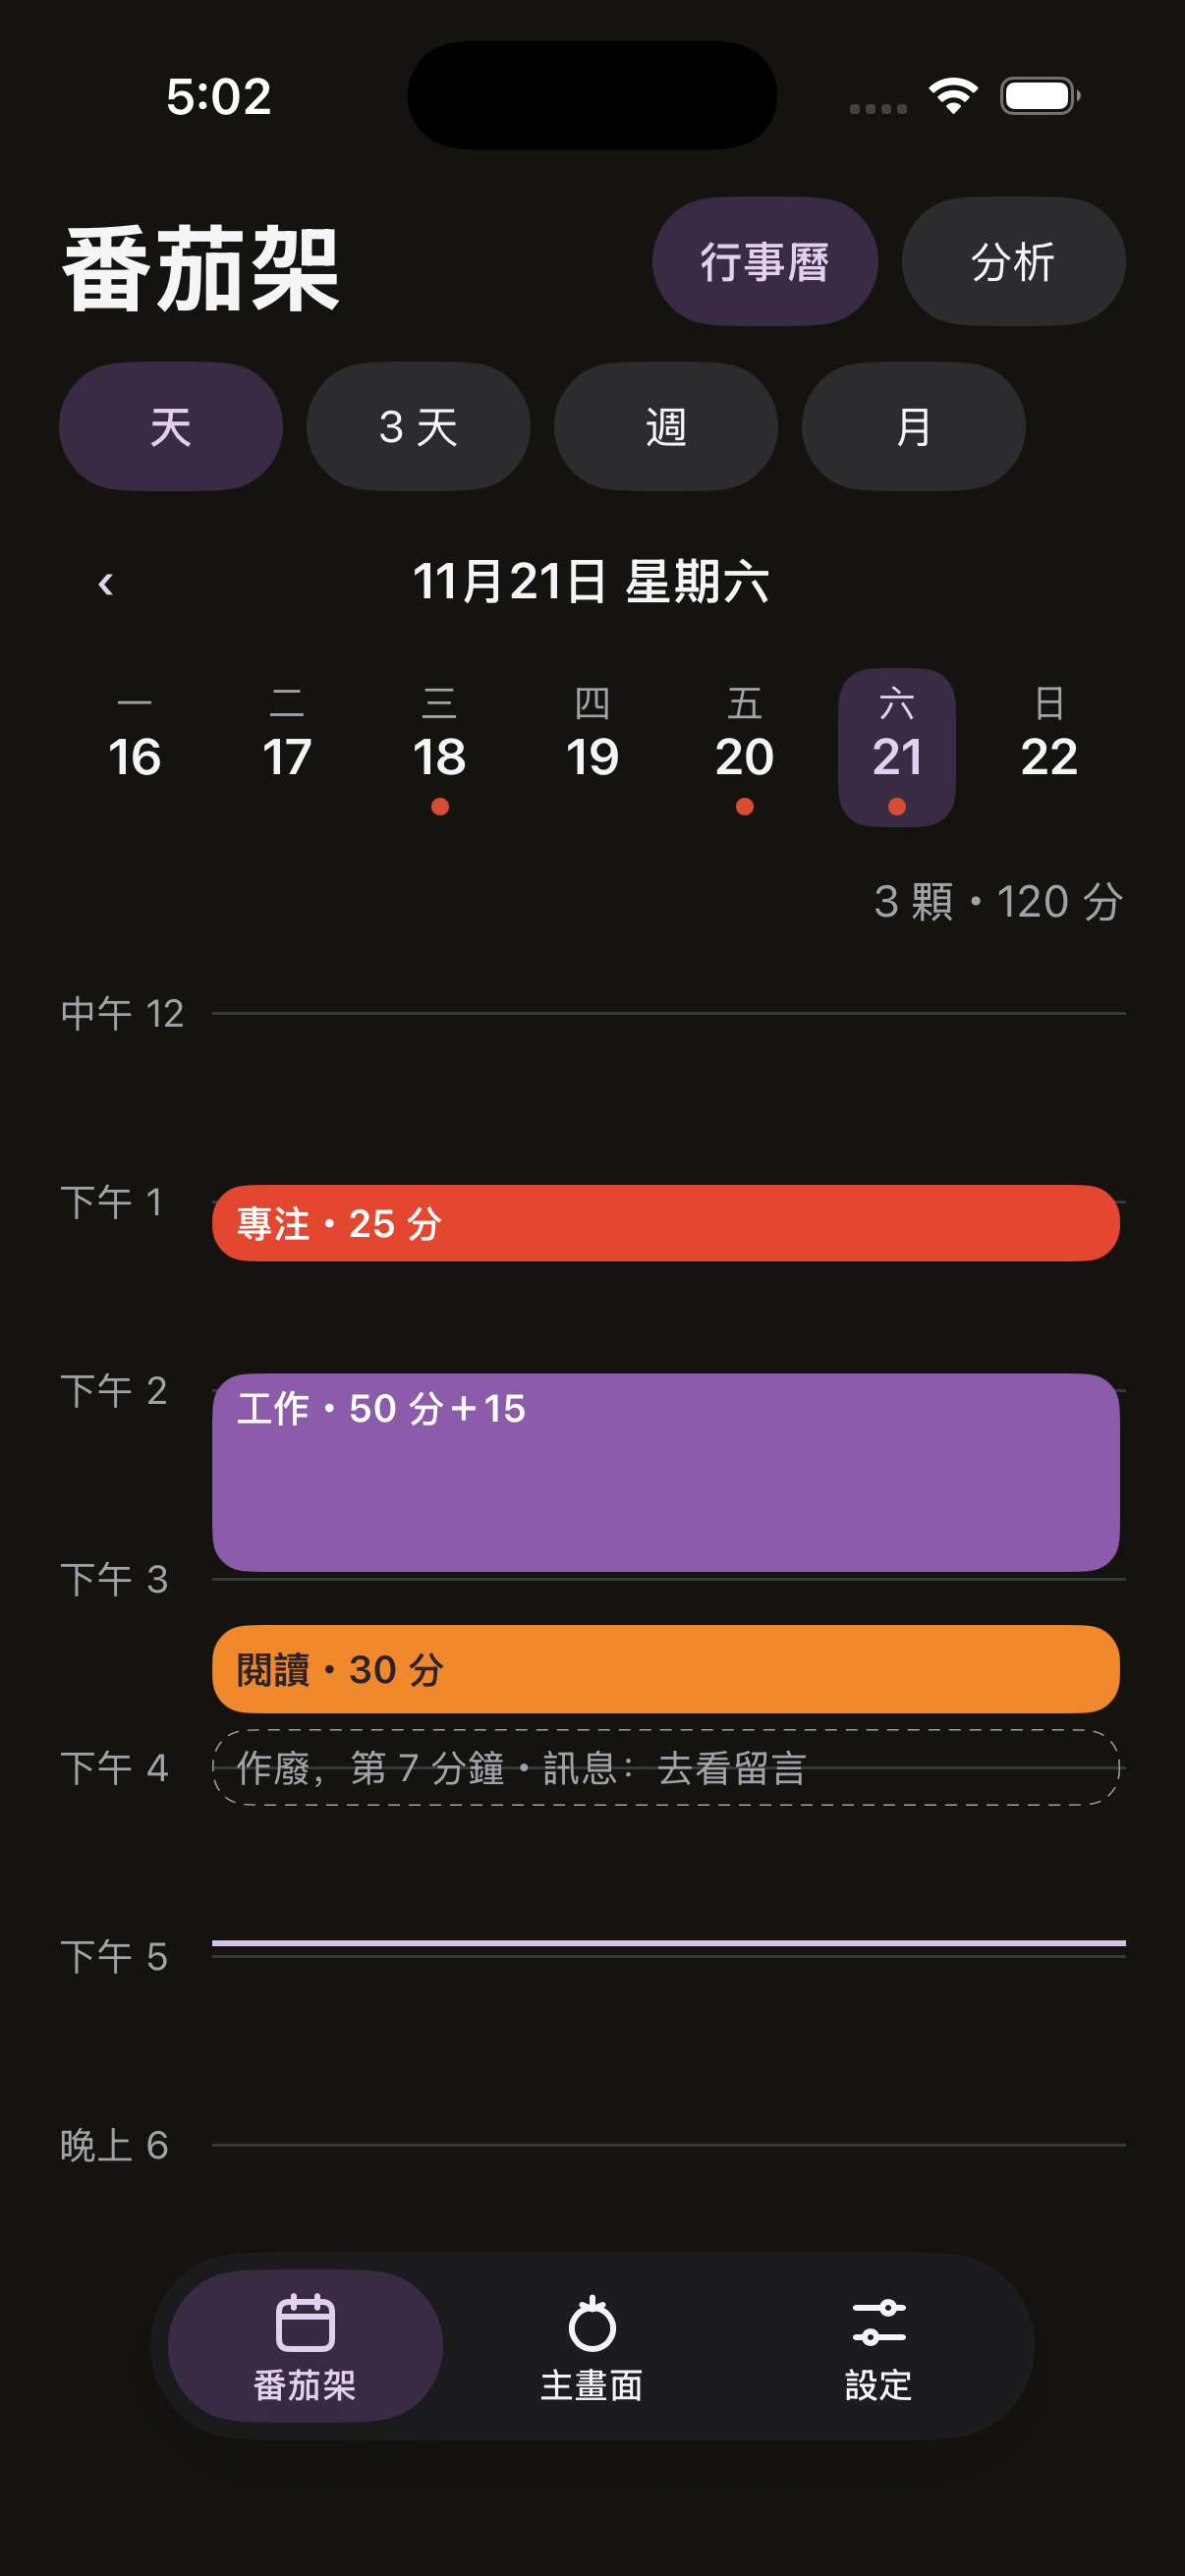 5:02
番茄架
行事曆
分析
天
3 天
週
月
‹
11月21日 星期六
一
二
三
四
五
六
日
16
17
18
19
20
21
22
3 顆・120 分
中午 12
下午 1
專注・25 分
下午 2
工作・50 分＋15
下午 3
閱讀・30 分
下午 4
作廢，第 7 分鐘・訊息：去看留言
下午 5
晚上 6
番茄架
主畫面
設定